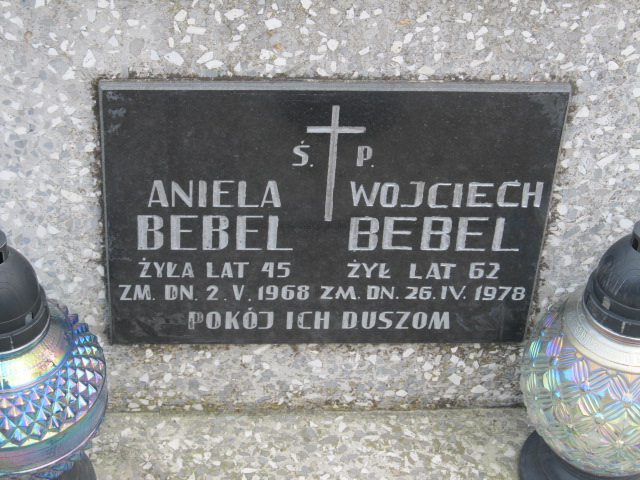 Ś. P.
ANIELA WOJCIECH
BEBEL BEBEL
ŻYŁA LAT 45 ŻYŁ LAT 62
ZM. DN. 2. V. 1968 ZM. DN. 26. IV. 1978
POKÓJ ICH DUSZOM